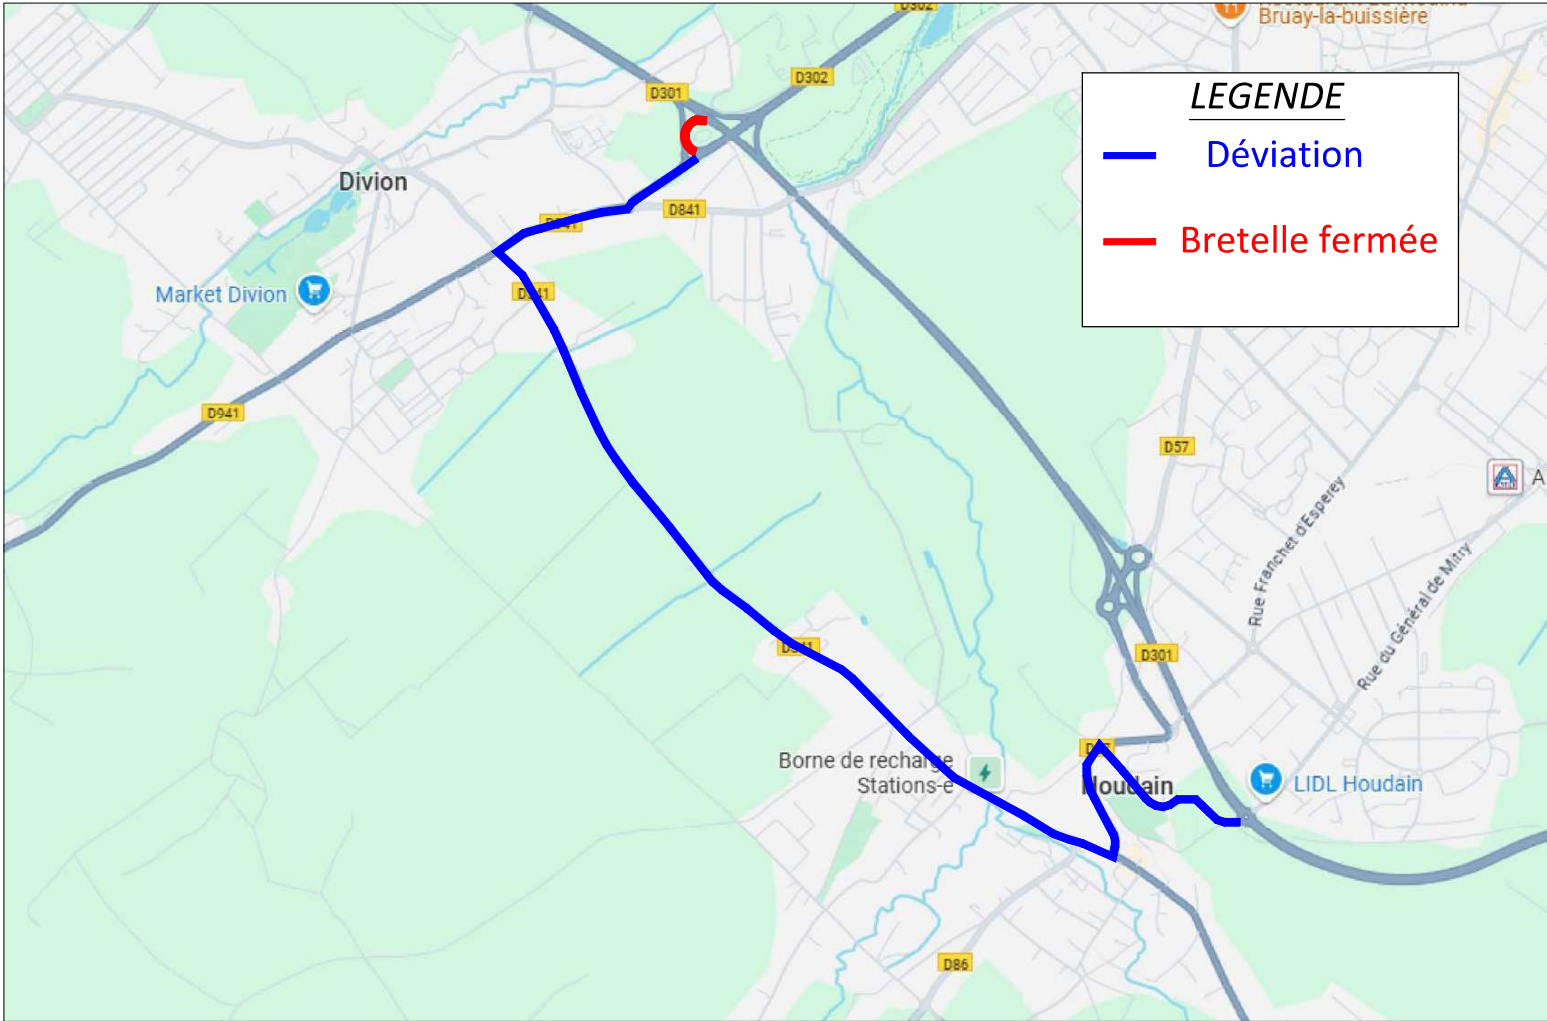 D302
Bruay-la-buissière
D301
D302
LEGENDE
Déviation
Bretelle fermée
Divion
D841
Market Divion
D941
D57
Rue Franchet d'Esperey
Rue du Général de Mitry
A
D301
Borne de recharge
Stations-e
Houdain
LIDL Houdain
D86